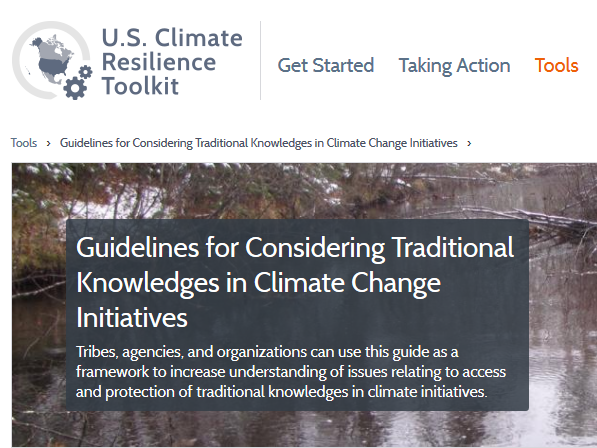 U.S. Climate
Resilience
Toolkit
Get Started Taking Action Tools
Tools › Guidelines for Considering Traditional Knowledges in Climate Change Initiatives ›
Guidelines for Considering Traditional
Knowledges in Climate Change
Initiatives
Tribes, agencies, and organizations can use this guide as a
framework to increase understanding of issues relating to access
and protection of traditional knowledges in climate initiatives.